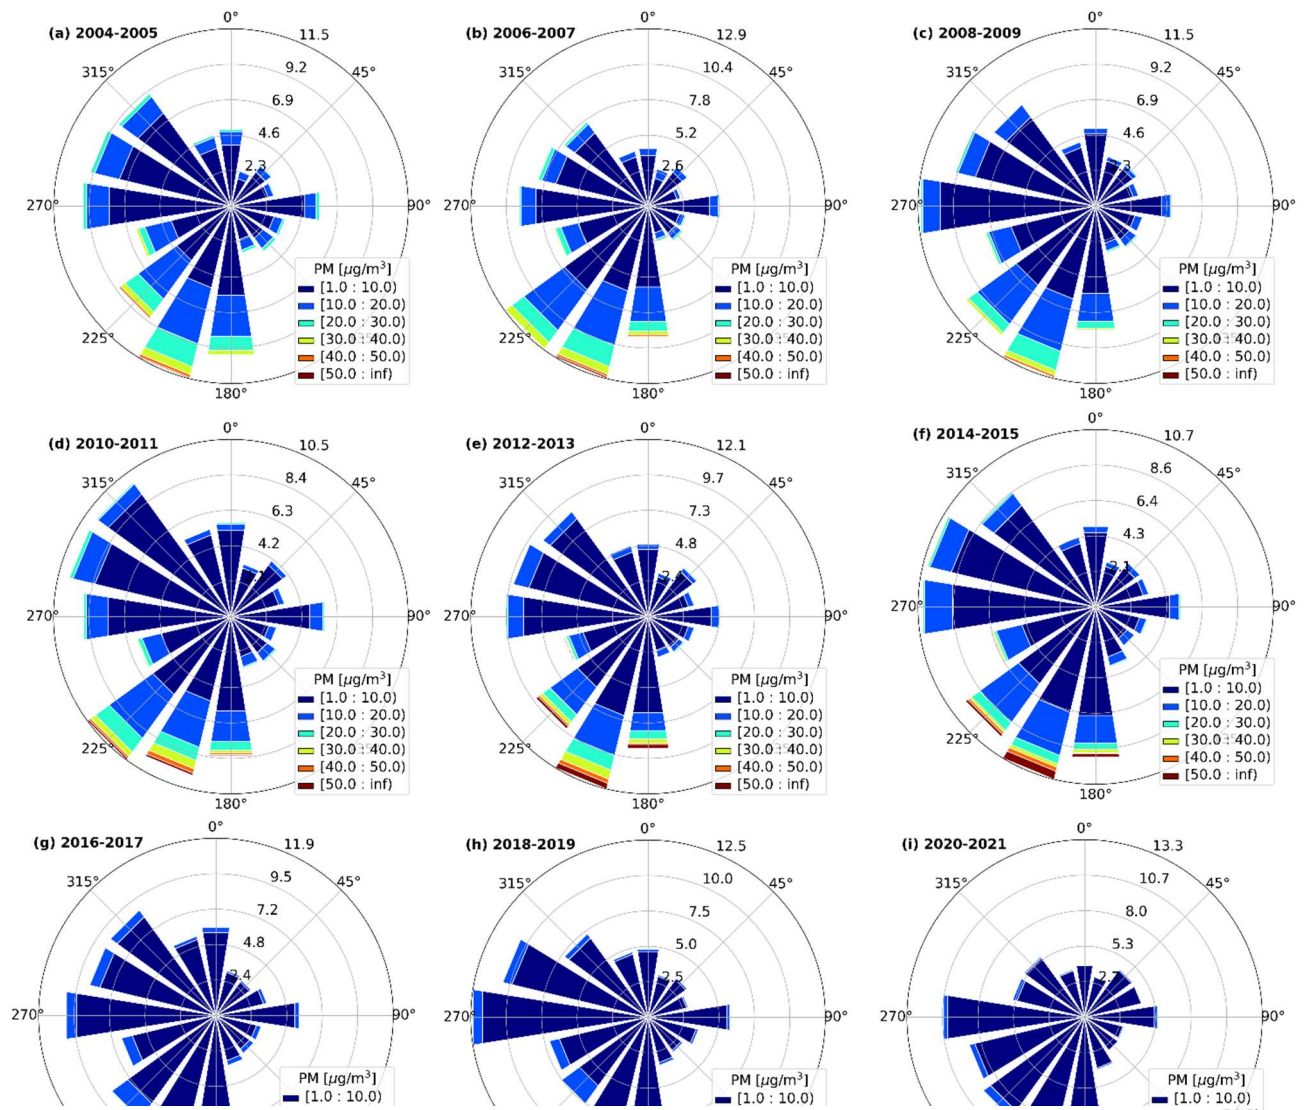 (a) 2004-2005
0°
11.5
315°
9.2
45°
6.9
4.6
2.3
270°
90°
PM [μg/m³]
[1.0 : 10.0)
[10.0 : 20.0)
[20.0 : 30.0)
[30.0 : 40.0)
[40.0 : 50.0)
[50.0 : inf)
225°
180°
(b) 2006-2007
0°
12.9
315°
10.4
45°
7.8
5.2
2.6
270°
90°
PM [μg/m³]
[1.0 : 10.0)
[10.0 : 20.0)
[20.0 : 30.0)
[30.0 : 40.0)
[40.0 : 50.0)
[50.0 : inf)
225°
180°
(c) 2008-2009
0°
11.5
315°
9.2
45°
6.9
4.6
270°
90°
PM [μg/m³]
[1.0 : 10.0)
[10.0 : 20.0)
[20.0 : 30.0)
[30.0 : 40.0)
[40.0 : 50.0)
[50.0 : inf)
225°
180°
(d) 2010-2011
0°
10.5
315°
8.4
45°
6.3
4.2
270°
90°
PM [μg/m³]
[1.0 : 10.0)
[10.0 : 20.0)
[20.0 : 30.0)
[30.0 : 40.0)
[40.0 : 50.0)
[50.0 : inf)
225°
180°
(e) 2012-2013
0°
12.1
315°
9.7
45°
7.3
4.8
270°
90°
PM [μg/m³]
[1.0 : 10.0)
[10.0 : 20.0)
[20.0 : 30.0)
[30.0 : 40.0)
[40.0 : 50.0)
[50.0 : inf)
225°
180°
(f) 2014-2015
0°
10.7
315°
8.6
45°
6.4
4.3
2.1
270°
90°
PM [μg/m³]
[1.0 : 10.0)
[10.0 : 20.0)
[20.0 : 30.0)
[30.0 : 40.0)
[40.0 : 50.0)
[50.0 : inf)
225°
180°
(g) 2016-2017
0°
11.9
315°
9.5
45°
7.2
4.8
2.4
270°
90°
PM [μg/m³]
[1.0 : 10.0)
(h) 2018-2019
0°
12.5
315°
10.0
45°
7.5
5.0
2.5
270°
90°
PM [μg/m³]
[1.0 : 10.0)
(i) 2020-2021
0°
13.3
315°
10.7
45°
8.0
5.3
270°
90°
PM [μg/m³]
[1.0 : 10.0)